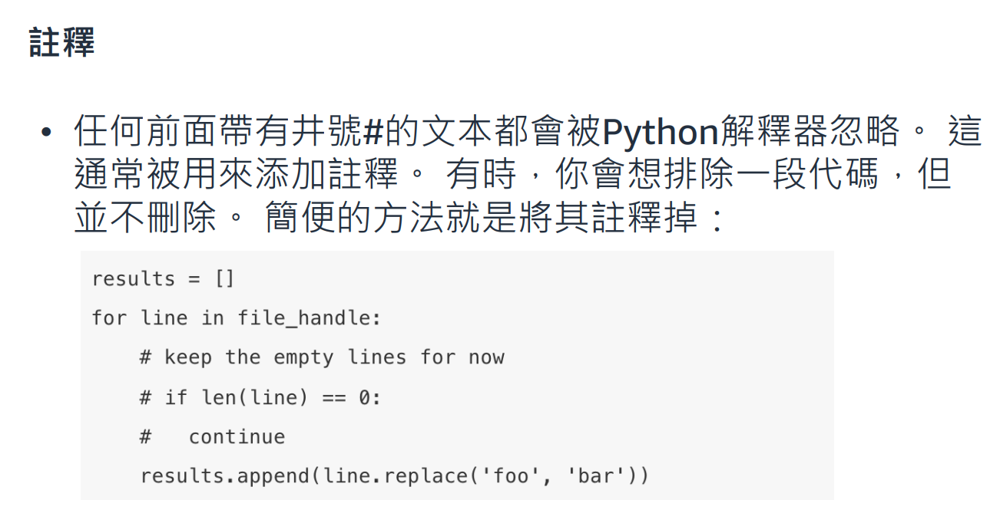 註釋
• 任何前面帶有井號#的文本都會被Python解釋器忽略。 這
通常被用來添加註釋。 有時，你會想排除一段代碼，但
並不刪除。 簡便的方法就是將其註釋掉：
results = []
for line in file_handle:
    # keep the empty lines for now
    # if len(line) == 0:
    #   continue
    results.append(line.replace('foo', 'bar'))